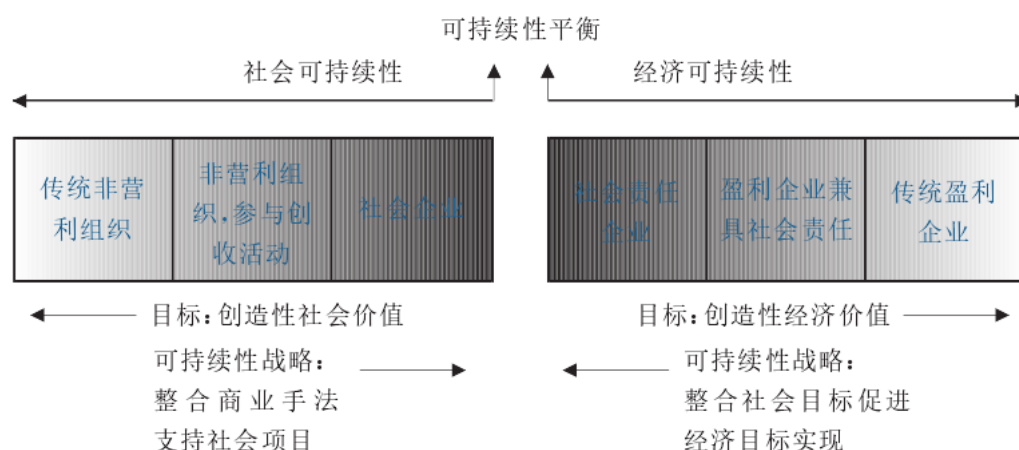 可持续性平衡
社会可持续性
经济可持续性
传统非营
利组织
非营利组
织,参与创
收活动
社会企业
社会责任
企业
盈利企业兼
具社会责任
传统盈利
企业
目标:创造性社会价值
目标:创造性经济价值
可持续性战略:
整合商业手法
支持社会项目
可持续性战略:
整合社会目标促进
经济目标实现